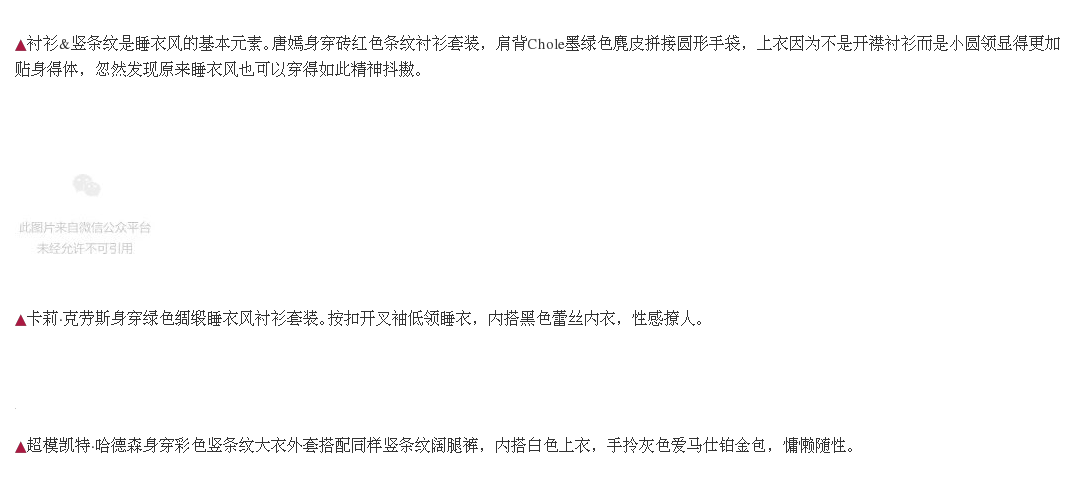 ▲衬衫&竖条纹是睡衣风的基本元素。唐嫣身穿砖红色条纹衬衫套装，肩背Chole墨绿色麂皮拼接圆形手袋，上衣因为不是开襟衬衫而是小圆领显得更加
贴身得体，忽然发现原来睡衣风也可以穿得如此精神抖擞。
此图片来自微信公众平台
未经允许不可引用
▲卡莉·克劳斯身穿绿色绸缎睡衣风衬衫套装。按扣开叉袖低领睡衣，内搭黑色蕾丝内衣，性感撩人。
▲超模凯特·哈德森身穿彩色竖条纹大衣外套搭配同样竖条纹阔腿裤，内搭白色上衣，手拎灰色爱马仕铂金包，慵懒随性。